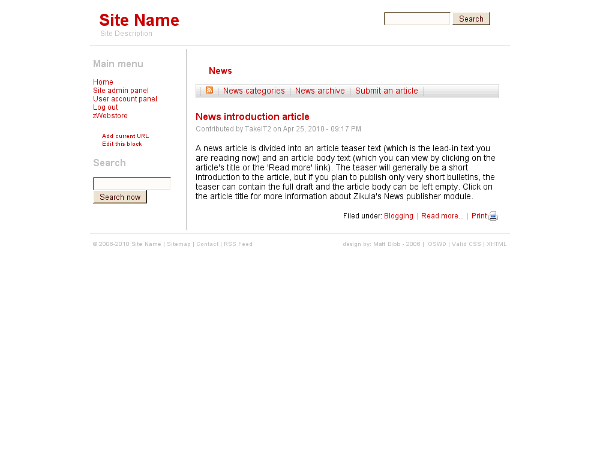 Site Name
Site Description
Search
Main menu
Home
Site admin panel
User account panel
Log out
zWebstore
Add current URL
Edit this block
Search
Search now
News
News categories | News archive | Submit an article
News introduction article
Contributed by TakeIT2 on Apr 25, 2010 - 09:17 PM
A news article is divided into an article teaser text (which is the lead-in text you
are reading now) and an article body text (which you can view by clicking on the
article's title or the 'Read more' link). The teaser will generally be a short
introduction to the article, but if you plan to publish only very short bulletins, the
teaser can contain the full draft and the article body can be left empty. Click on
the article title for more information about Zikula's News publisher module.
Filed under: Blogging | Read more... | Print
© 2006-2010 Site Name | Sitemap | Contact | RSS Feed
design by: Matt Dibb - 2006 | OSWD | Valid CSS | XHTML